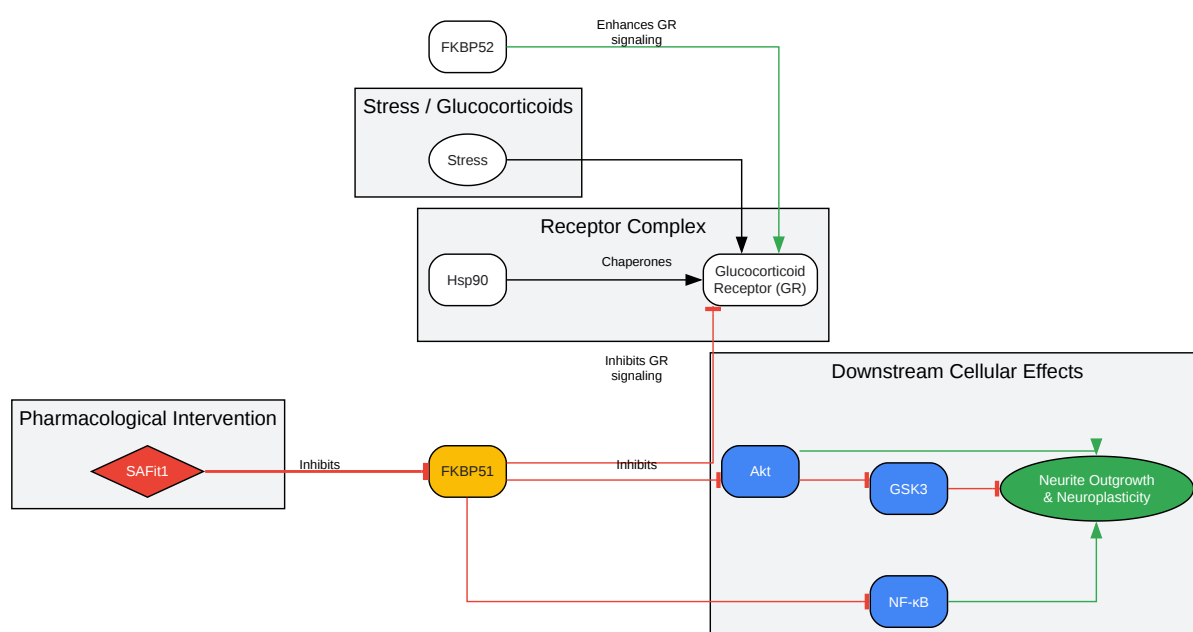 FKBP52
Enhances GR
signaling
Stress / Glucocorticoids
Stress
Receptor Complex
Hsp90
Chaperones
Glucocorticoid
Receptor (GR)
Inhibits GR
signaling
Downstream Cellular Effects
Pharmacological Intervention
SAFit1
Inhibits
FKBP51
Inhibits
Akt
GSK3
Neurite Outgrowth
& Neuroplasticity
NF-κB